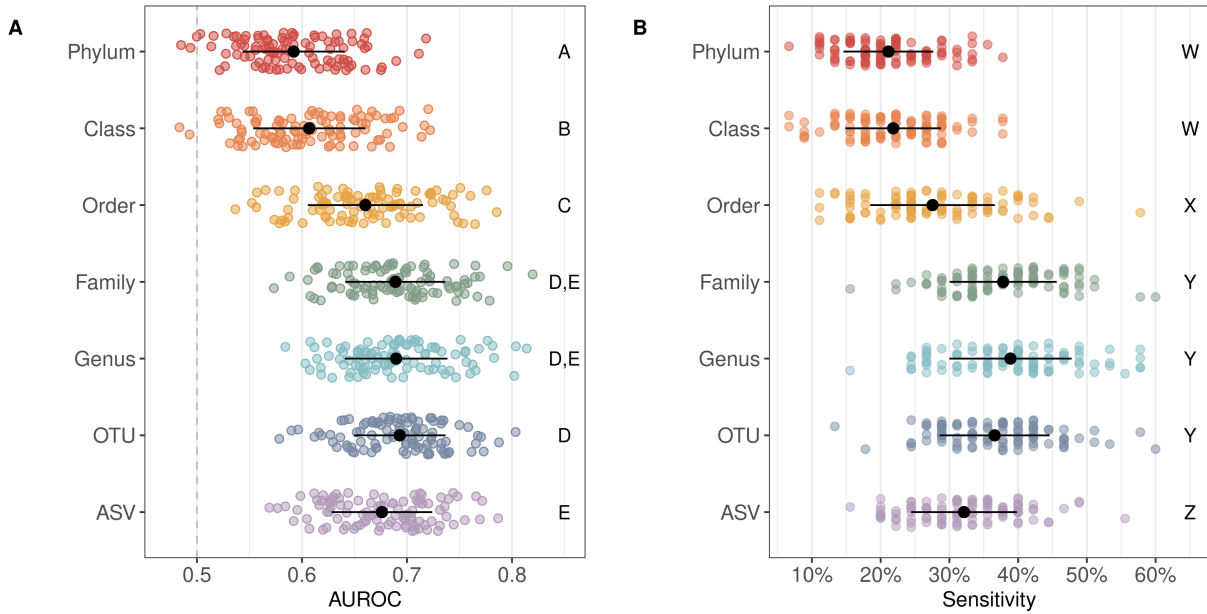 A
Phylum
A
Class
B
Order
C
Family
D,E
Genus
D,E
OTU
D
ASV
E
0.5
0.6
0.7
0.8
AUROC
B
Phylum
W
Class
W
Order
X
Family
Y
Genus
Y
OTU
Y
ASV
Z
10%
20%
30%
40%
50%
60%
Sensitivity